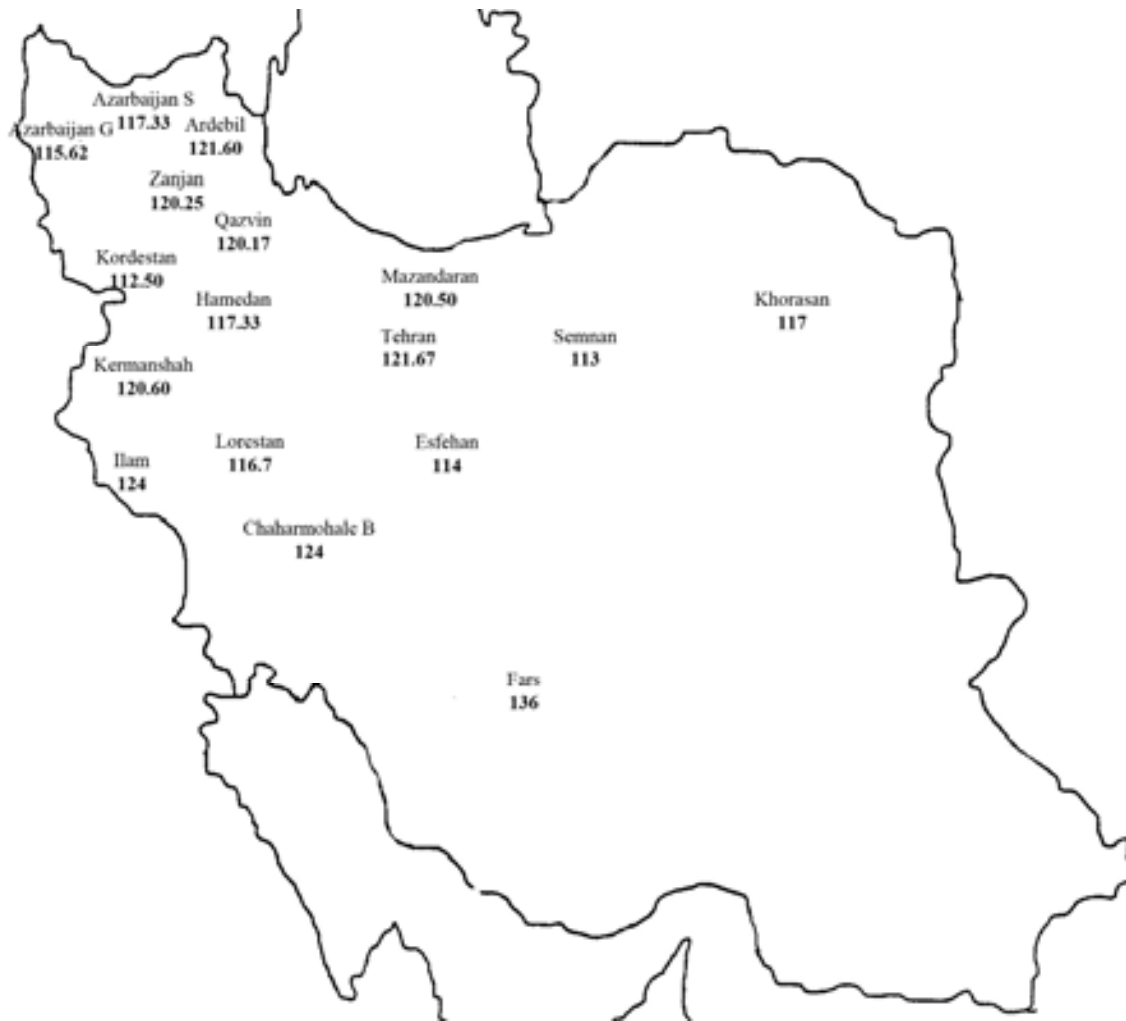 Azarbaijan S
117.33
Azarbaijan G
115.62
Ardebil
121.60
Zanjan
120.25
Qazvin
120.17
Kordestan
112.50
Hamedan
117.33
Mazandaran
120.50
Khorasan
117
Tehran
121.67
Semnan
113
Kermanshah
120.60
Lorestan
116.7
Esfehan
114
Ilam
124
Chaharmohale B
124
Fars
136